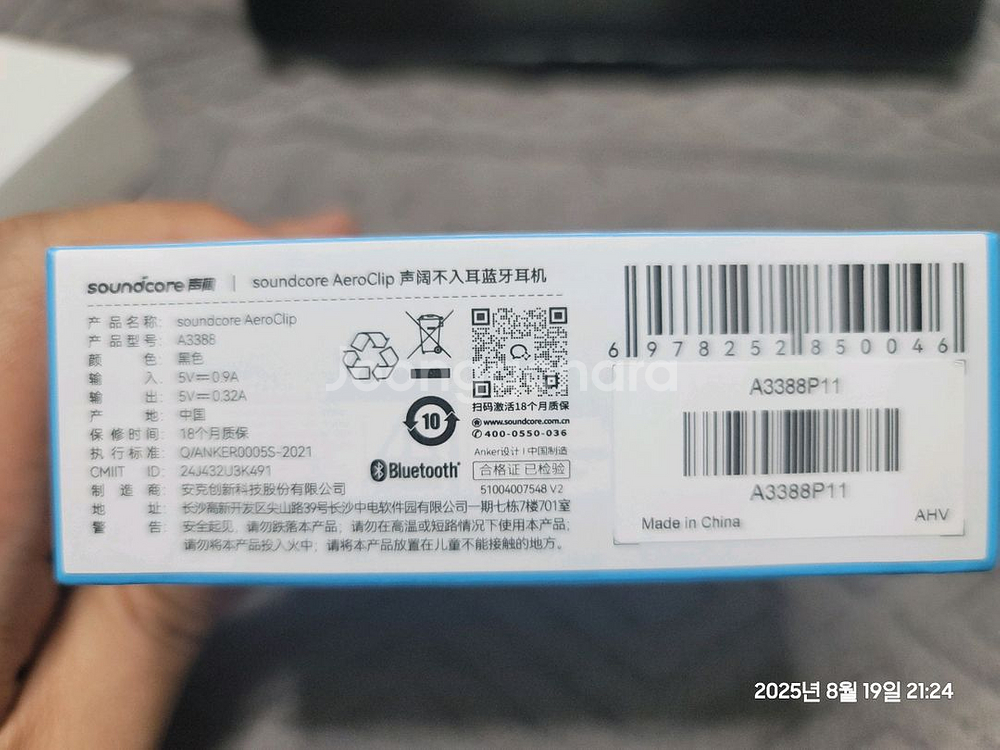 soundcore 声阔 | soundcore AeroClip 声阔不入耳蓝牙耳机
产品名称: soundcore AeroClip
产品型号: A3388
颜 色: 黑色
输 入: 5V⎓0.9A
输 出: 5V⎓0.32A
产 地: 中国
保修时间: 18个月质保
执行标准: Q/ANKER0005S-2021
CMIIT ID: 24J432U3K491
制 造 商: 安克创新科技股份有限公司
地 址: 长沙高新开发区尖山路39号长沙中电软件园有限公司一期七栋7楼701室
警 告: 安全起见, 请勿跌落本产品; 请勿在高温或短路情况下使用本产品;
请勿将本产品投入火中; 请将本产品放置在儿童不能接触的地方。
10
Bluetooth®
扫码激活18个月质保
www.soundcore.com.cn
400-0550-036
Anker设计 | 中国制造
合格证 已检验
51004007548 V2
6 978252 850046
A3388P11
A3388P11
Made in China
AHV
Joonggonara
2025년 8월 19일 21:24